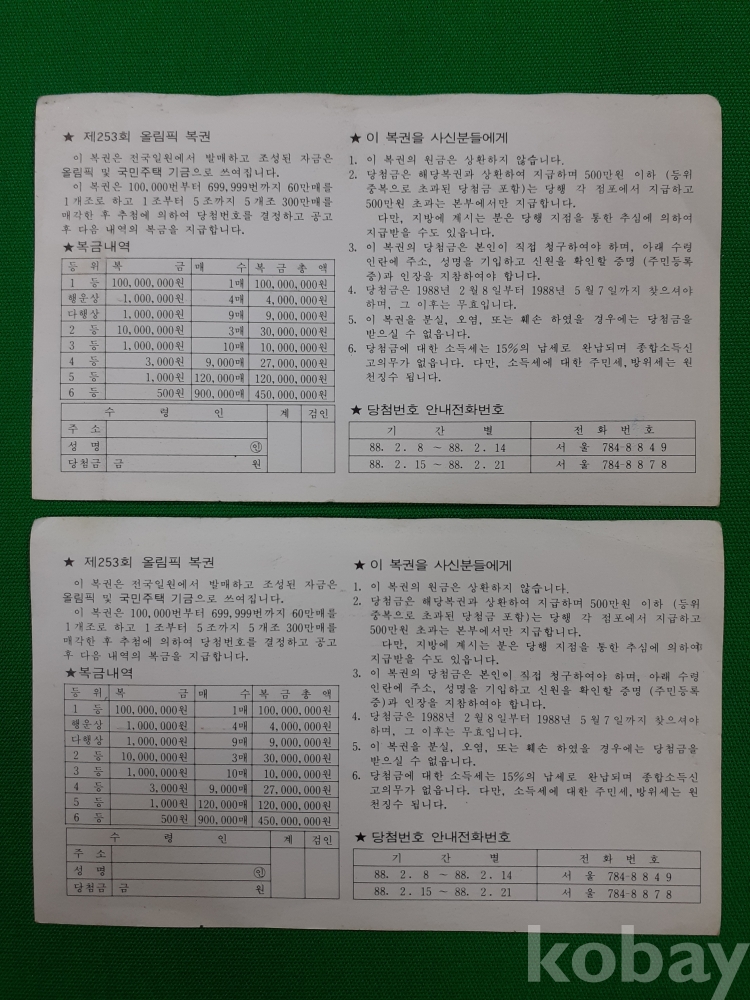 ★ 제253회 올림픽 복권
이 복권은 전국일원에서 발매하고 조성된 자금은
올림픽 및 국민주택 기금으로 쓰여집니다.
이 복권은 100,000번부터 699,999번까지 60만매를
1개조로 하고 1조부터 5조까지 5개조 300만매를
매각한 후 추첨에 의하여 당첨번호를 결정하고 공고
후 다음 내역의 복금을 지급합니다.
★복금내역
등 위 복 금 매 수 복 금 총 액
1 등 100,000,000원 1매 100,000,000원
행운상 1,000,000원 4매 4,000,000원
다행상 1,000,000원 9매 9,000,000원
2 등 10,000,000원 3매 30,000,000원
3 등 1,000,000원 10매 10,000,000원
4 등 3,000원 9,000매 27,000,000원
5 등 1,000원 120,000매 120,000,000원
6 등 500원 900,000매 450,000,000원
수 령 인 계 검인
주 소
성 명 ㊞
당첨금 금 원
★ 이 복권을 사신분들에게
1. 이 복권의 원금은 상환하지 않습니다.
2. 당첨금은 해당복권과 상환하여 지급하며 500만원 이하 (등위
중복으로 초과된 당첨금 포함)는 당행 각 점포에서 지급하고
500만원 초과는 본부에서만 지급합니다.
다만, 지방에 계시는 분은 당행 지점을 통한 추심에 의하여
지급받을 수도 있읍니다.
3. 이 복권의 당첨금은 본인이 직접 청구하여야 하며, 아래 수령
인란에 주소, 성명을 기입하고 신원을 확인할 증명 (주민등록
증)과 인장을 지참하여야 합니다.
4. 당첨금은 1988년 2월 8일부터 1988년 5월 7일까지 찾으셔야
하며, 그 이후는 무효입니다.
5. 이 복권을 분실, 오염, 또는 훼손 하였을 경우에는 당첨금을
받으실 수 없읍니다.
6. 당첨금에 대한 소득세는 15%의 납세로 완납되며 종합소득신
고의무가 없읍니다. 다만, 소득세에 대한 주민세,방위세는 원
천징수 됩니다.
★ 당첨번호 안내전화번호
기 간 별 전 화 번 호
88. 2. 8 ~ 88. 2. 14 서 울 784-8849
88. 2. 15 ~ 88. 2. 21 서 울 784-8878
★ 제253회 올림픽 복권
이 복권은 전국일원에서 발매하고 조성된 자금은
올림픽 및 국민주택 기금으로 쓰여집니다.
이 복권은 100,000번부터 699,999번까지 60만매를
1개조로 하고 1조부터 5조까지 5개조 300만매를
매각한 후 추첨에 의하여 당첨번호를 결정하고 공고
후 다음 내역의 복금을 지급합니다.
★복금내역
등 위 복 금 매 수 복 금 총 액
1 등 100,000,000원 1매 100,000,000원
행운상 1,000,000원 4매 4,000,000원
다행상 1,000,000원 9매 9,000,000원
2 등 10,000,000원 3매 30,000,000원
3 등 1,000,000원 10매 10,000,000원
4 등 3,000원 9,000매 27,000,000원
5 등 1,000원 120,000매 120,000,000원
6 등 500원 900,000매 450,000,000원
수 령 인 계 검인
주 소
성 명 ㊞
당첨금 금 원
★ 이 복권을 사신분들에게
1. 이 복권의 원금은 상환하지 않습니다.
2. 당첨금은 해당복권과 상환하여 지급하며 500만원 이하 (등위
중복으로 초과된 당첨금 포함)는 당행 각 점포에서 지급하고
500만원 초과는 본부에서만 지급합니다.
다만, 지방에 계시는 분은 당행 지점을 통한 추심에 의하여
지급받을 수도 있읍니다.
3. 이 복권의 당첨금은 본인이 직접 청구하여야 하며, 아래 수령
인란에 주소, 성명을 기입하고 신원을 확인할 증명 (주민등록
증)과 인장을 지참하여야 합니다.
4. 당첨금은 1988년 2월 8일부터 1988년 5월 7일까지 찾으셔야
하며, 그 이후는 무효입니다.
5. 이 복권을 분실, 오염, 또는 훼손 하였을 경우에는 당첨금을
받으실 수 없읍니다.
6. 당첨금에 대한 소득세는 15%의 납세로 완납되며 종합소득신
고의무가 없읍니다. 다만, 소득세에 대한 주민세,방위세는 원
천징수 됩니다.
★ 당첨번호 안내전화번호
기 간 별 전 화 번 호
88. 2. 8 ~ 88. 2. 14 서 울 784-8849
88. 2. 15 ~ 88. 2. 21 서 울 784-8878
kobay